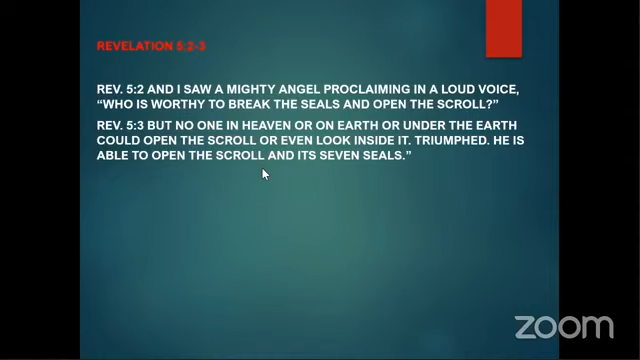 REVELATION 5:2-3
REV. 5:2 AND I SAW A MIGHTY ANGEL PROCLAIMING IN A LOUD VOICE,
“WHO IS WORTHY TO BREAK THE SEALS AND OPEN THE SCROLL?”
REV. 5:3 BUT NO ONE IN HEAVEN OR ON EARTH OR UNDER THE EARTH
COULD OPEN THE SCROLL OR EVEN LOOK INSIDE IT. TRIUMPHED. HE IS
ABLE TO OPEN THE SCROLL AND ITS SEVEN SEALS.”
zoom